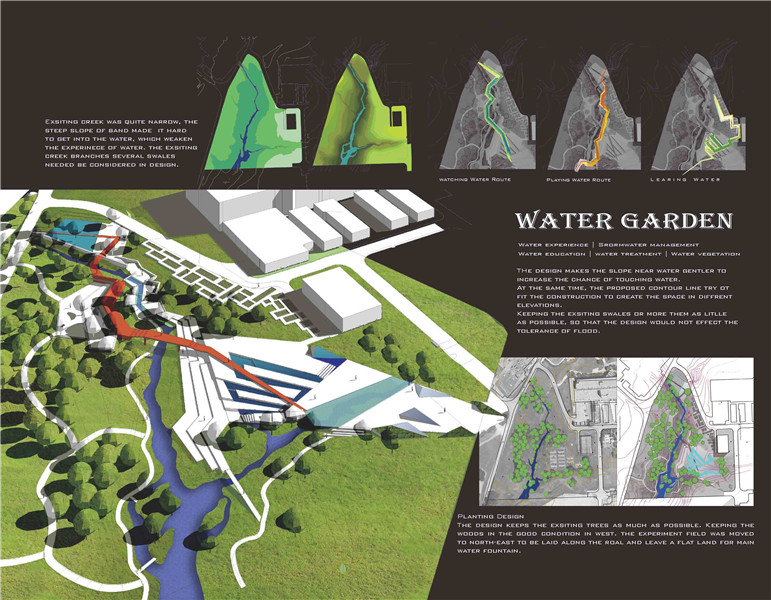 Exsiting creek was quite narrow, the
steep slope of band made it hard
to get into the water, which weaken
the experinece of water. The exsiting
creek branches several swales
needed be considered in design.
watching Water Route
Playing Water Route
Learing Water
WATER GARDEN
Water experience | Srormwater management
Water education | water treatment | Water vegetation
The design makes the slope near water gentler to
increase the chance of touching water.
At the same time, the proposed contour line try ot
fit the construction to create the space in diffrent
elevations.
Keeping the exsiting swales or more them as litlle
as possible, so that the design would not effect the
tolerance of flood.
Planting Design
The design keeps the exsiting trees as much as possible. Keeping the
woods in the good condition in west. The experiment field was moved
to north-east to be laid along the roal and leave a flat land for main
water fountain.